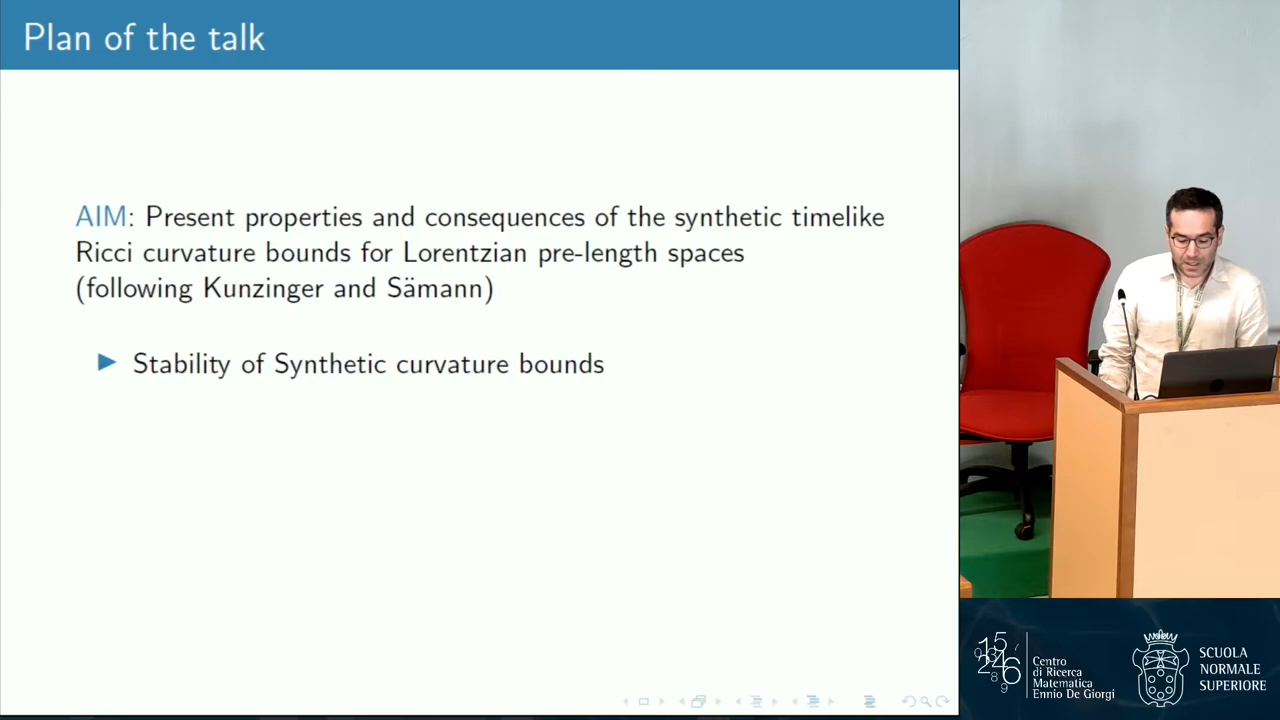 Plan of the talk
AIM: Present properties and consequences of the synthetic timelike
Ricci curvature bounds for Lorentzian pre-length spaces
(following Kunzinger and Sämann)
Stability of Synthetic curvature bounds
Centro
di Ricerca
Matematica
Ennio De Giorgi
SCUOLA
NORMALE
SUPERIORE